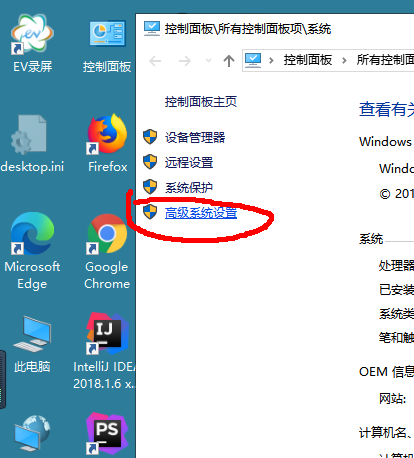 EV录屏
控制面板
desktop.ini
Firefox
Microsoft
Edge
Google
Chrome
此电脑
IntelliJ IDEA
2018.1.6 x...
控制面板\所有控制面板项\系统
控制面板
所有控制面
控制面板主页
设备管理器
远程设置
系统保护
高级系统设置
查看有关
Windows
Windo
© 201
系统
处理器
已安装
系统类
笔和触
OEM 信息
网站:
计算机名、